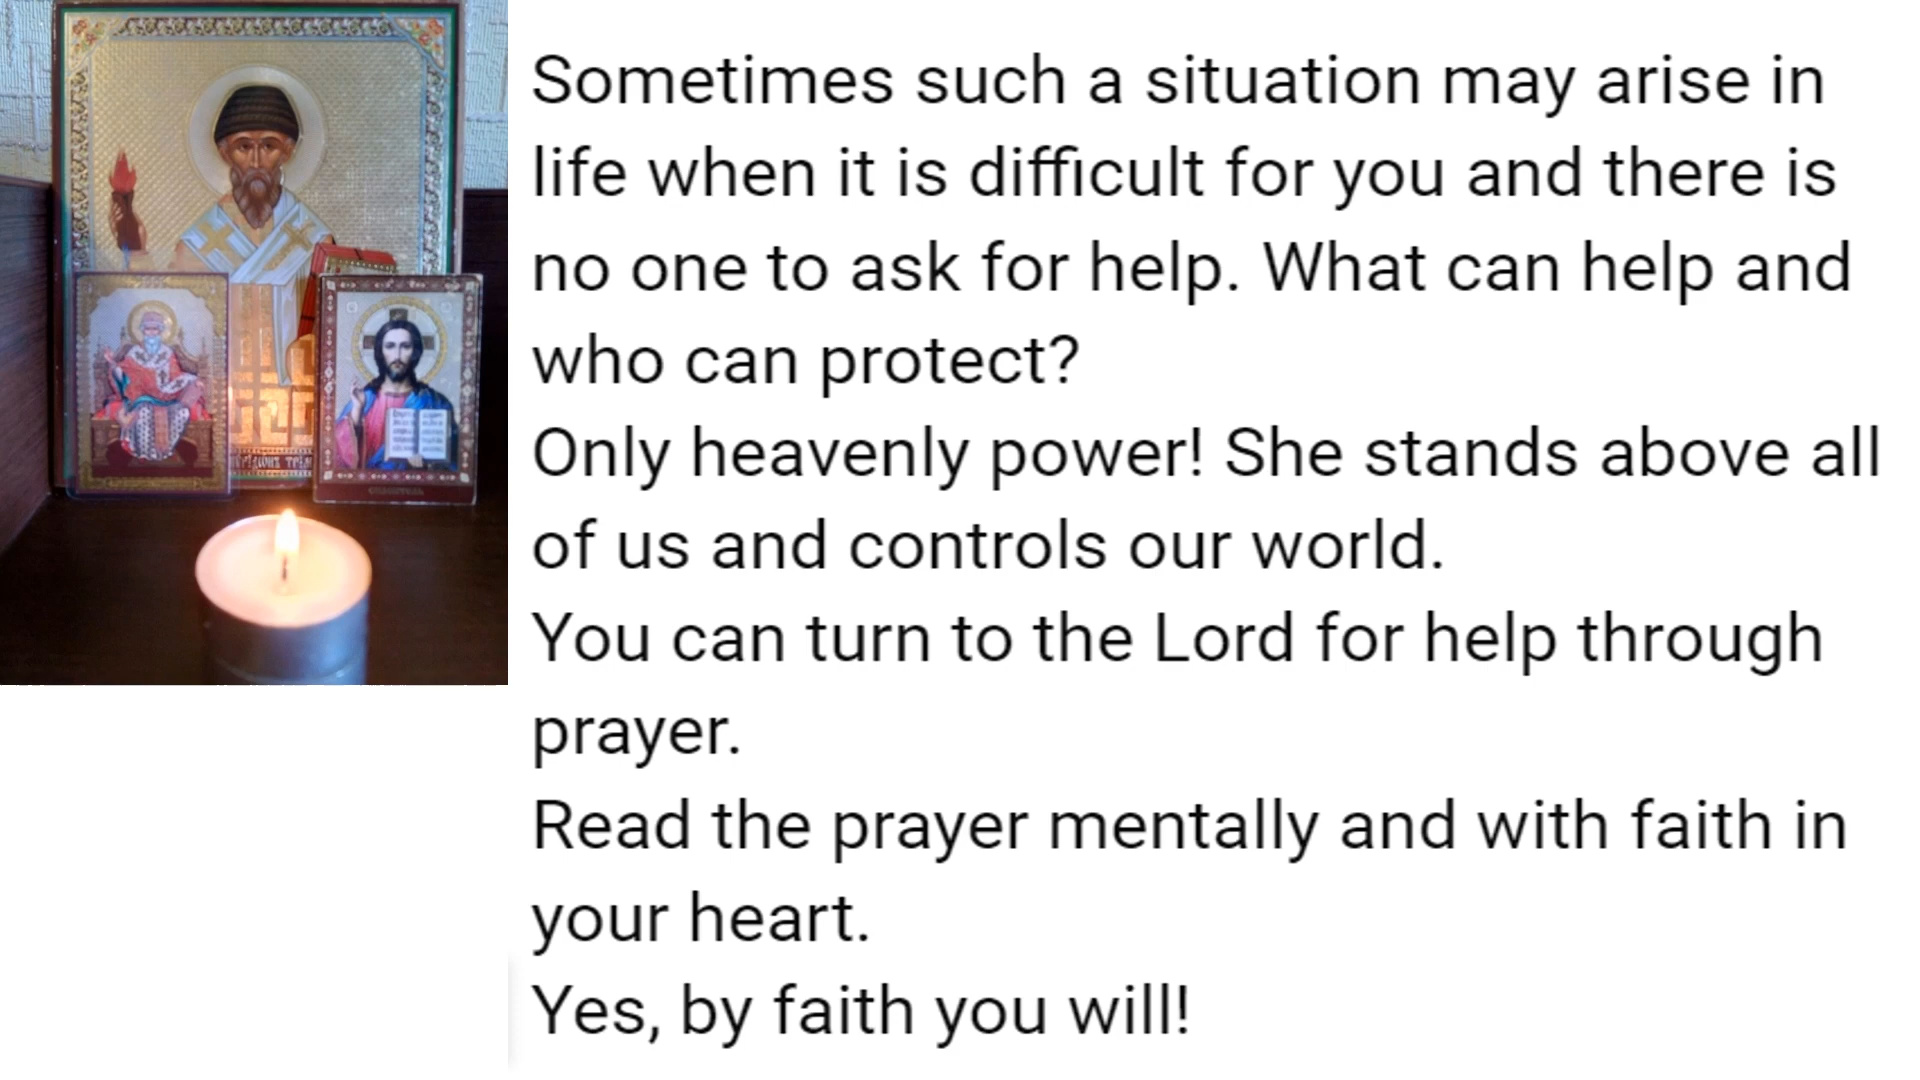 Sometimes such a situation may arise in
life when it is difficult for you and there is
no one to ask for help. What can help and
who can protect?
Only heavenly power! She stands above all
of us and controls our world.
You can turn to the Lord for help through
prayer.
Read the prayer mentally and with faith in
your heart.
Yes, by faith you will!